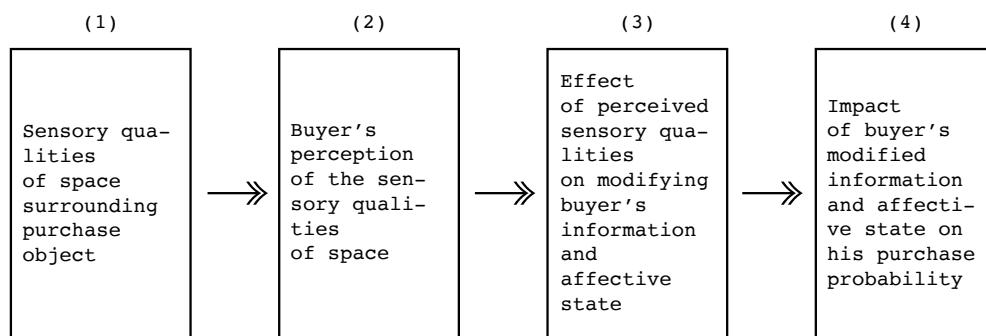 (1)
(2)
(3)
(4)
Sensory qua-
lities
of space
surrounding
purchase
object
Buyer's
perception
of the sen-
sory quali-
ties
of space
Effect
of perceived
sensory qua-
lities
on modifying
buyer's
information
and
affective
state
Impact
of buyer's
modified
information
and affecti-
ve state on
his purchase
probability